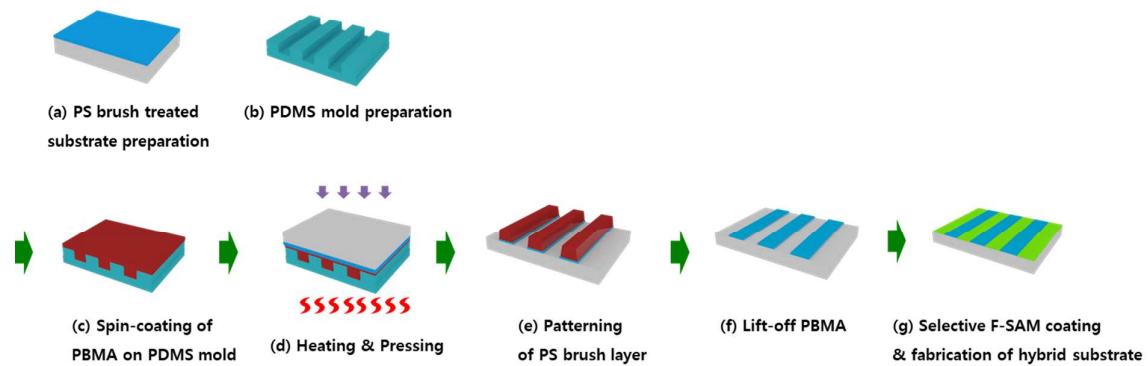 (a) PS brush treated
substrate preparation
(b) PDMS mold preparation
(c) Spin-coating of
PBMA on PDMS mold
(d) Heating & Pressing
(e) Patterning
of PS brush layer
(f) Lift-off PBMA
(g) Selective F-SAM coating
& fabrication of hybrid substrate